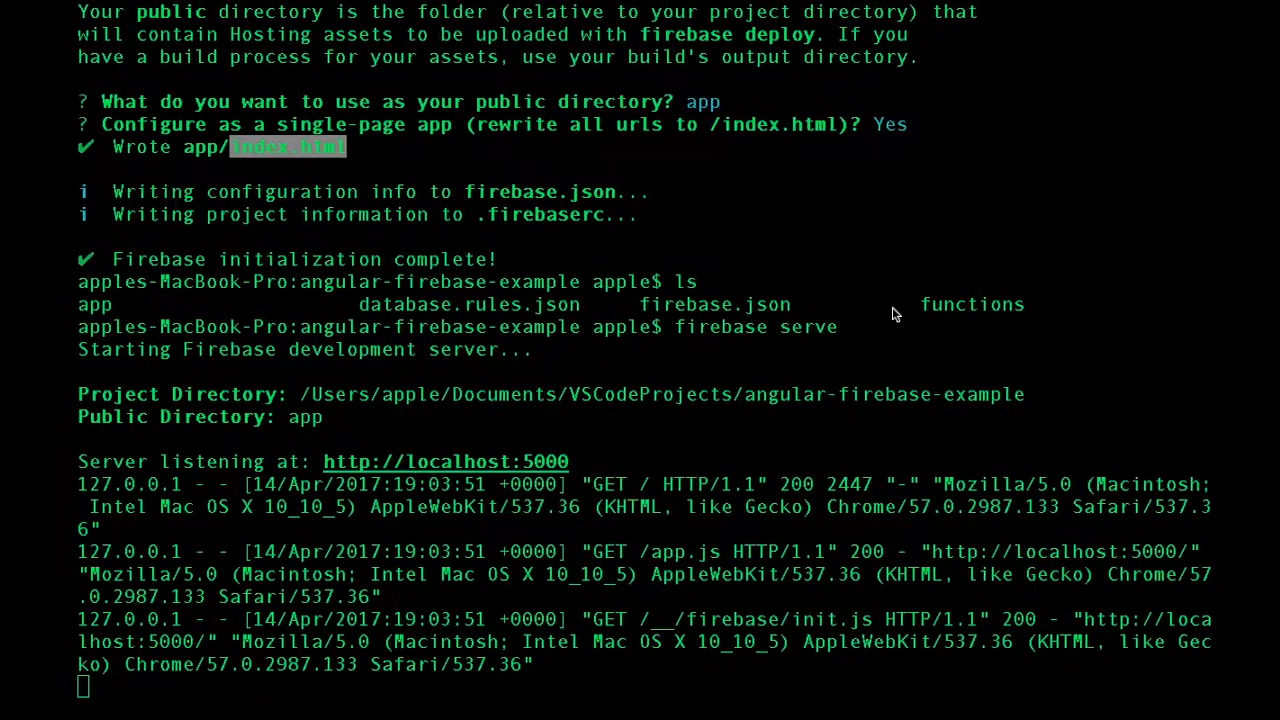 Your public directory is the folder (relative to your project directory) that
will contain Hosting assets to be uploaded with firebase deploy. If you
have a build process for your assets, use your build's output directory.
? What do you want to use as your public directory? app
? Configure as a single-page app (rewrite all urls to /index.html)? Yes
✔ Wrote app/index.html
i Writing configuration info to firebase.json...
i Writing project information to .firebaserc...
✔ Firebase initialization complete!
apples-MacBook-Pro:angular-firebase-example apple$ ls
app database.rules.json firebase.json functions
apples-MacBook-Pro:angular-firebase-example apple$ firebase serve
Starting Firebase development server...
Project Directory: /Users/apple/Documents/VSCodeProjects/angular-firebase-example
Public Directory: app
Server listening at: http://localhost:5000
127.0.0.1 - - [14/Apr/2017:19:03:51 +0000] "GET / HTTP/1.1" 200 2447 "-" "Mozilla/5.0 (Macintosh;
Intel Mac OS X 10_10_5) AppleWebKit/537.36 (KHTML, like Gecko) Chrome/57.0.2987.133 Safari/537.3
6"
127.0.0.1 - - [14/Apr/2017:19:03:51 +0000] "GET /app.js HTTP/1.1" 200 - "http://localhost:5000/"
"Mozilla/5.0 (Macintosh; Intel Mac OS X 10_10_5) AppleWebKit/537.36 (KHTML, like Gecko) Chrome/57
.0.2987.133 Safari/537.36"
127.0.0.1 - - [14/Apr/2017:19:03:51 +0000] "GET /__/firebase/init.js HTTP/1.1" 200 - "http://loca
lhost:5000/" "Mozilla/5.0 (Macintosh; Intel Mac OS X 10_10_5) AppleWebKit/537.36 (KHTML, like Gec
ko) Chrome/57.0.2987.133 Safari/537.36"